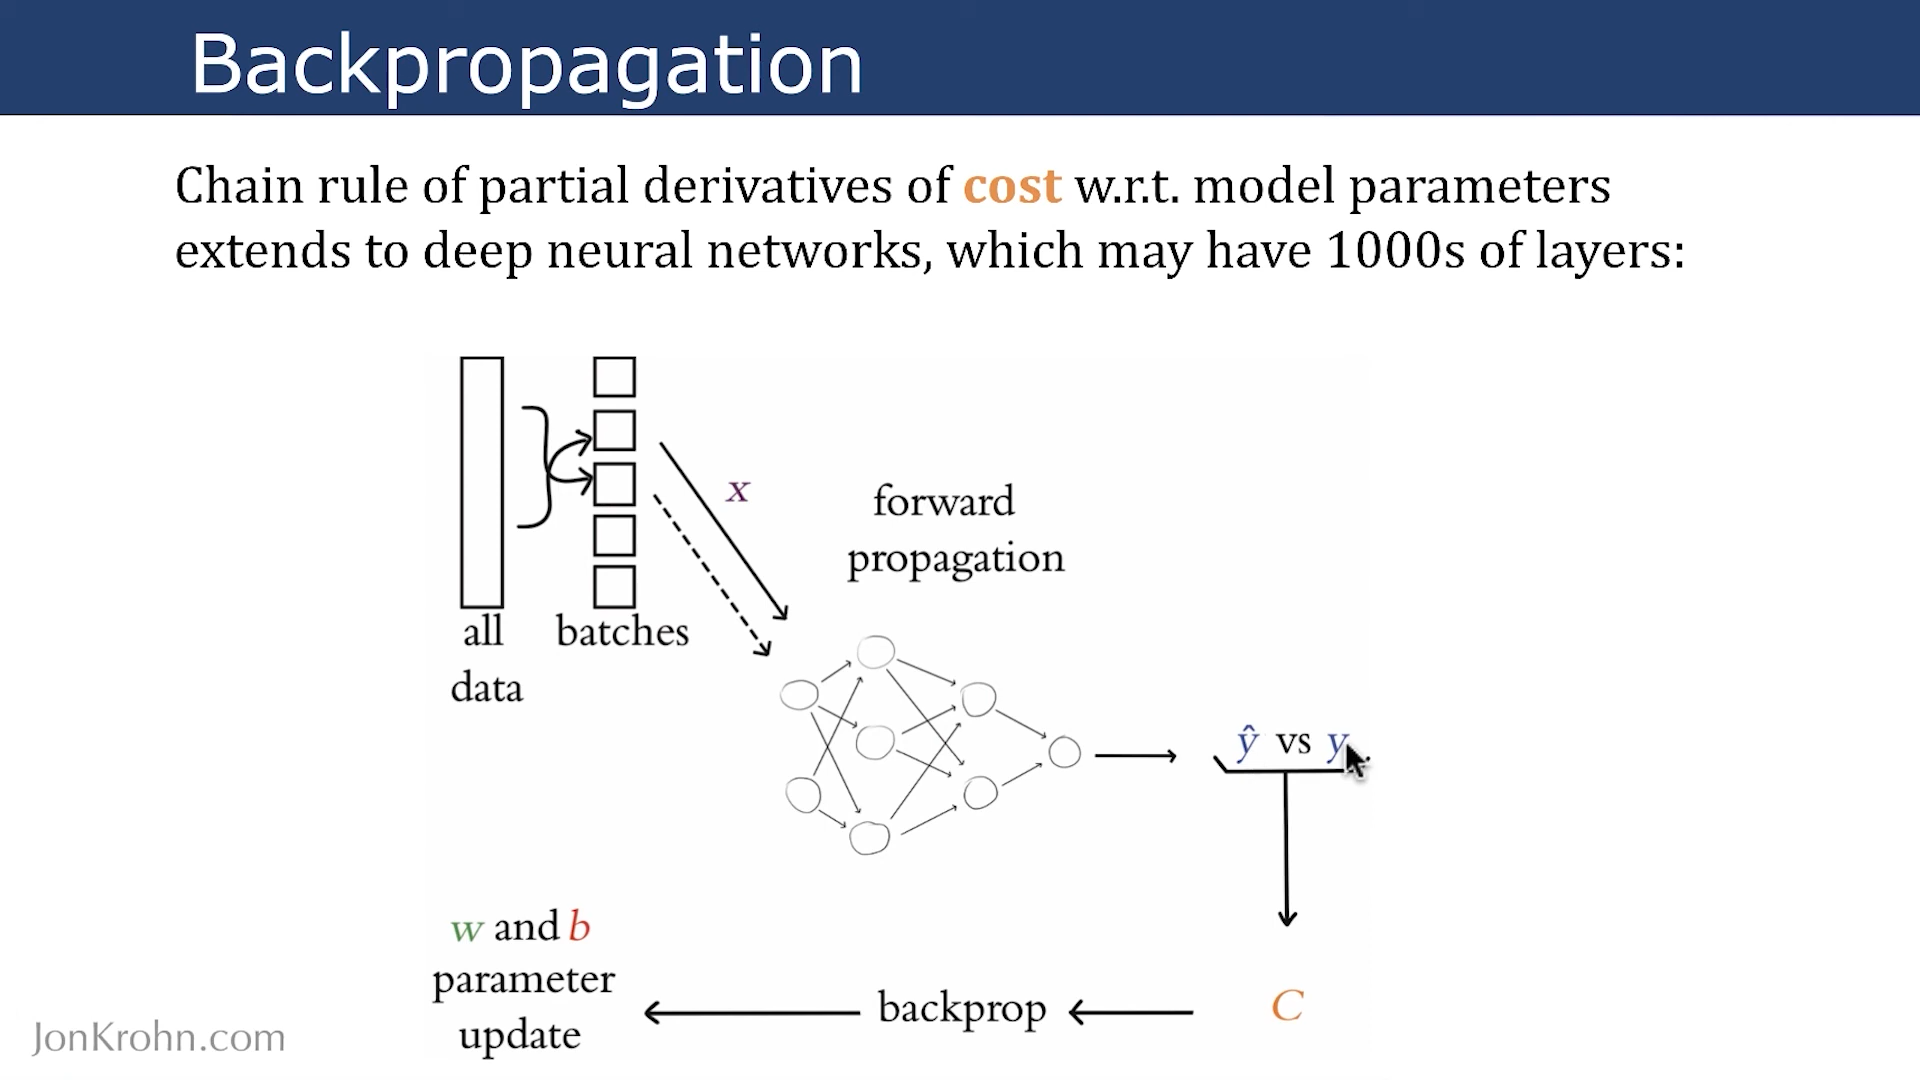 Backpropagation
Chain rule of partial derivatives of cost w.r.t. model parameters
extends to deep neural networks, which may have 1000s of layers:
x
forward
propagation
all
data
batches
ŷ vs y
w and b
parameter
update
backprop
C
JonKrohn.com